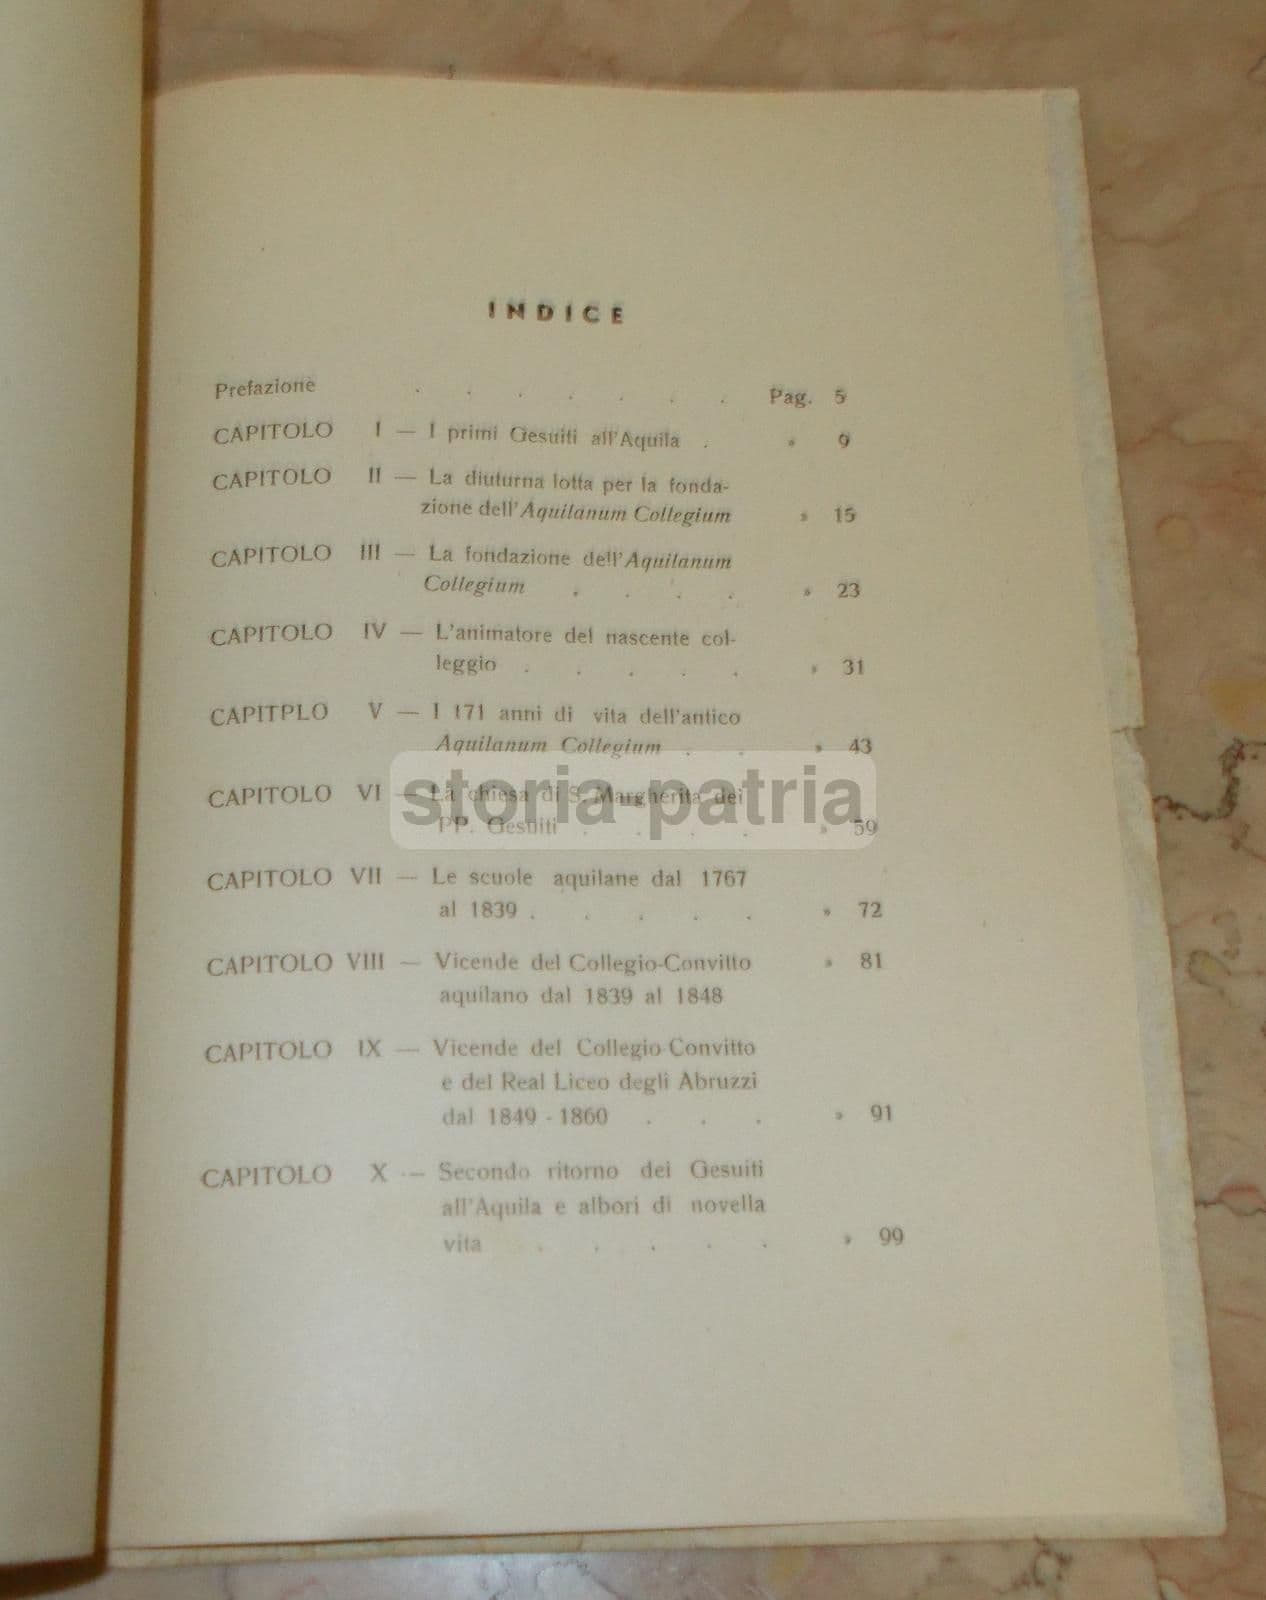 INDICE
Prefazione . . . . . . . Pag. 5
CAPITOLO I — I primi Gesuiti all'Aquila . » 9
CAPITOLO II — La diuturna lotta per la fonda-
zione dell'Aquilanum Collegium » 15
CAPITOLO III — La fondazione dell'Aquilanum
Collegium . . . . » 23
CAPITOLO IV — L'animatore del nascente col-
leggio . . . . . » 31
CAPITPLO V — I 171 anni di vita dell'antico
Aquilanum Collegium . . » 43
CAPITOLO VI — La chiesa di S. Margherita dei
PP. Gesuiti . . . . » 59
storia-patria
CAPITOLO VII — Le scuole aquilane dal 1767
al 1839 . . . . . » 72
CAPITOLO VIII — Vicende del Collegio-Convitto » 81
aquilano dal 1839 al 1848
CAPITOLO IX — Vicende del Collegio-Convitto
e del Real Liceo degli Abruzzi
dal 1849 - 1860 . . . » 91
CAPITOLO X — Secondo ritorno dei Gesuiti
all'Aquila e albori di novella
vita . . . . . » 99